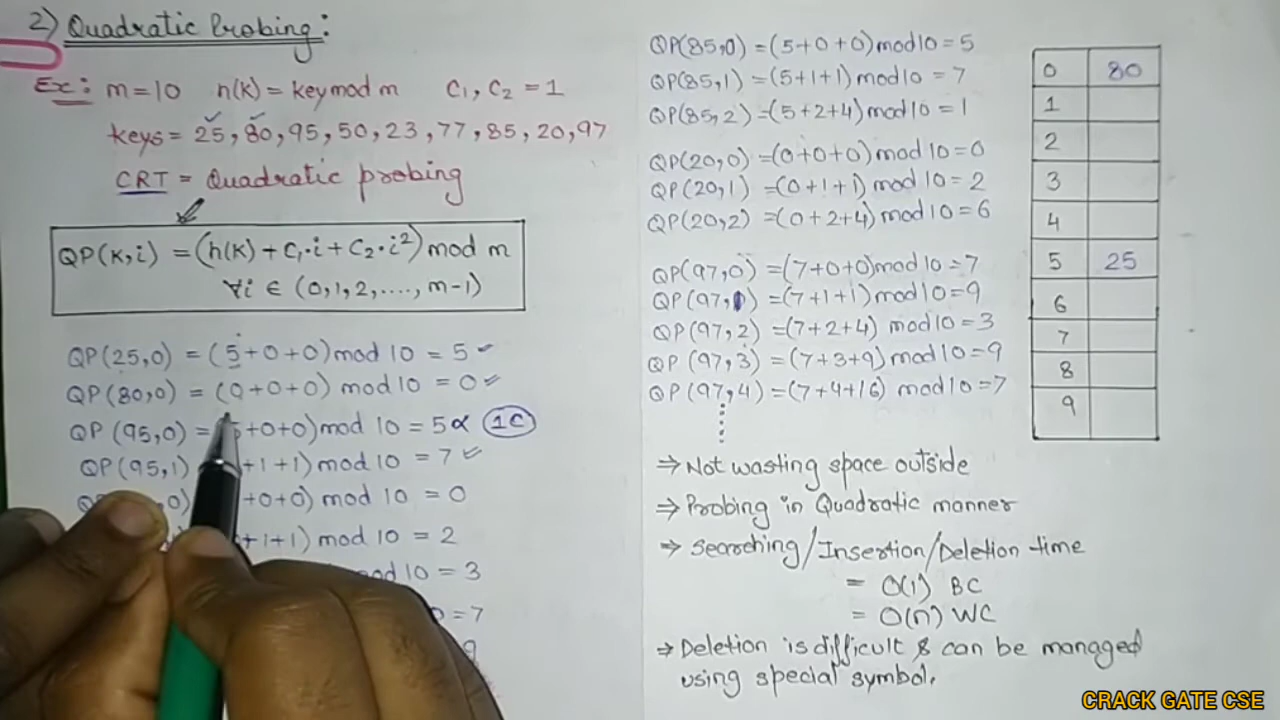 2) Quadratic Probing:
Ex: m=10 h(k)=key mod m C₁, C₂ = 1
keys = 25, 80, 95, 50, 23, 77, 85, 20, 97
CRT = Quadratic probing
QP(K,i) = (h(K) + C₁·i + C₂·i²) mod m
∀i ∈ (0,1,2,....,m-1)
QP(25,0) = (5+0+0) mod 10 = 5
QP(80,0) = (0+0+0) mod 10 = 0
QP(95,0) = +0+0) mod 10 = 5 1C
QP(95,1) +1+1) mod 10 = 7
0) +0+0) mod 10 = 0
+1+1) mod 10 = 2
mod 10 = 3
= 7
9
QP(85,0) = (5+0+0) mod 10 = 5
QP(85,1) = (5+1+1) mod 10 = 7
QP(85,2) = (5+2+4) mod 10 = 1
QP(20,0) = (0+0+0) mod 10 = 0
QP(20,1) = (0+1+1) mod 10 = 2
QP(20,2) = (0+2+4) mod 10 = 6
QP(97,0) = (7+0+0) mod 10 = 7
QP(97,1) = (7+1+1) mod 10 = 9
QP(97,2) = (7+2+4) mod 10 = 3
QP(97,3) = (7+3+9) mod 10 = 9
QP(97,4) = (7+4+16) mod 10 = 7
⇒ Not wasting space outside
⇒ Probing in Quadratic manner
⇒ Searching/Insertion/Deletion time
= O(1) BC
= O(n) WC
⇒ Deletion is difficult & can be managed
using special symbol.
0 80
1
2
3
4
5 25
6
7
8
9
CRACK GATE CSE